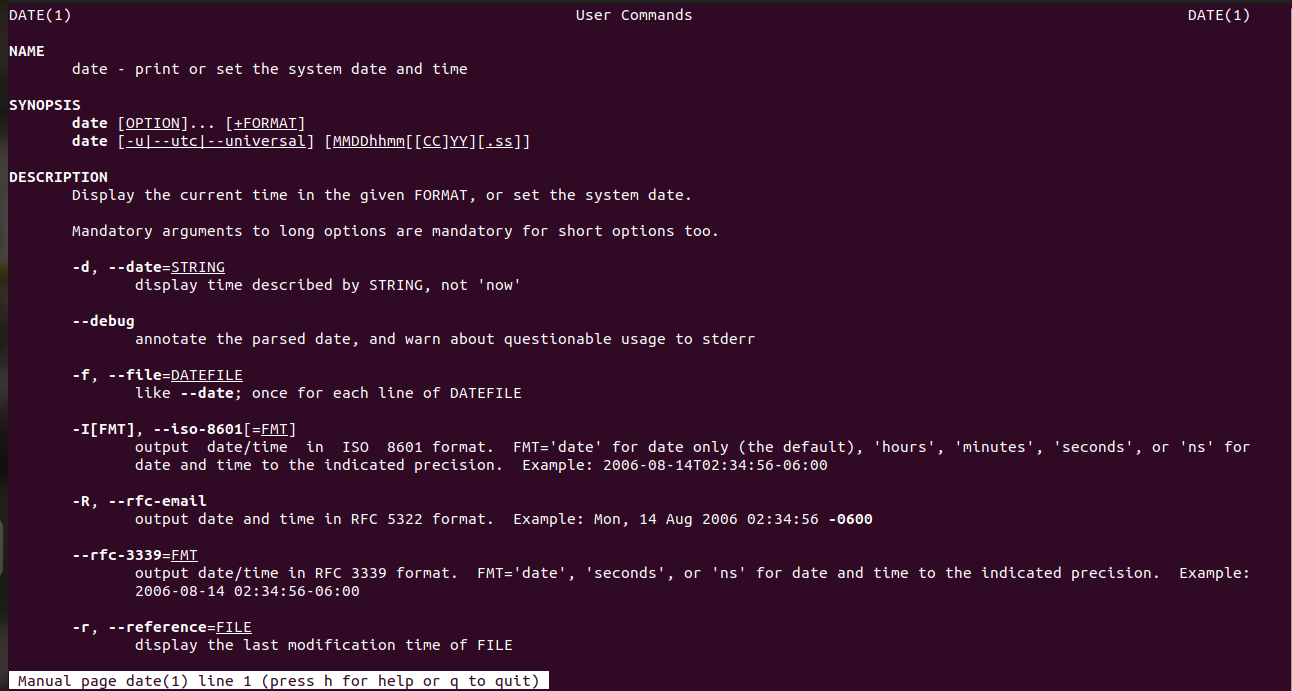 DATE(1) User Commands DATE(1)
NAME
date - print or set the system date and time
SYNOPSIS
date [OPTION]... [+FORMAT]
date [-u|--utc|--universal] [MMDDhhmm[[CC]YY][.ss]]
DESCRIPTION
Display the current time in the given FORMAT, or set the system date.
Mandatory arguments to long options are mandatory for short options too.
-d, --date=STRING
display time described by STRING, not 'now'
--debug
annotate the parsed date, and warn about questionable usage to stderr
-f, --file=DATEFILE
like --date; once for each line of DATEFILE
-I[FMT], --iso-8601[=FMT]
output date/time in ISO 8601 format. FMT='date' for date only (the default), 'hours', 'minutes', 'seconds', or 'ns' for
date and time to the indicated precision. Example: 2006-08-14T02:34:56-06:00
-R, --rfc-email
output date and time in RFC 5322 format. Example: Mon, 14 Aug 2006 02:34:56 -0600
--rfc-3339=FMT
output date/time in RFC 3339 format. FMT='date', 'seconds', or 'ns' for date and time to the indicated precision. Example:
2006-08-14 02:34:56-06:00
-r, --reference=FILE
display the last modification time of FILE
Manual page date(1) line 1 (press h for help or q to quit)